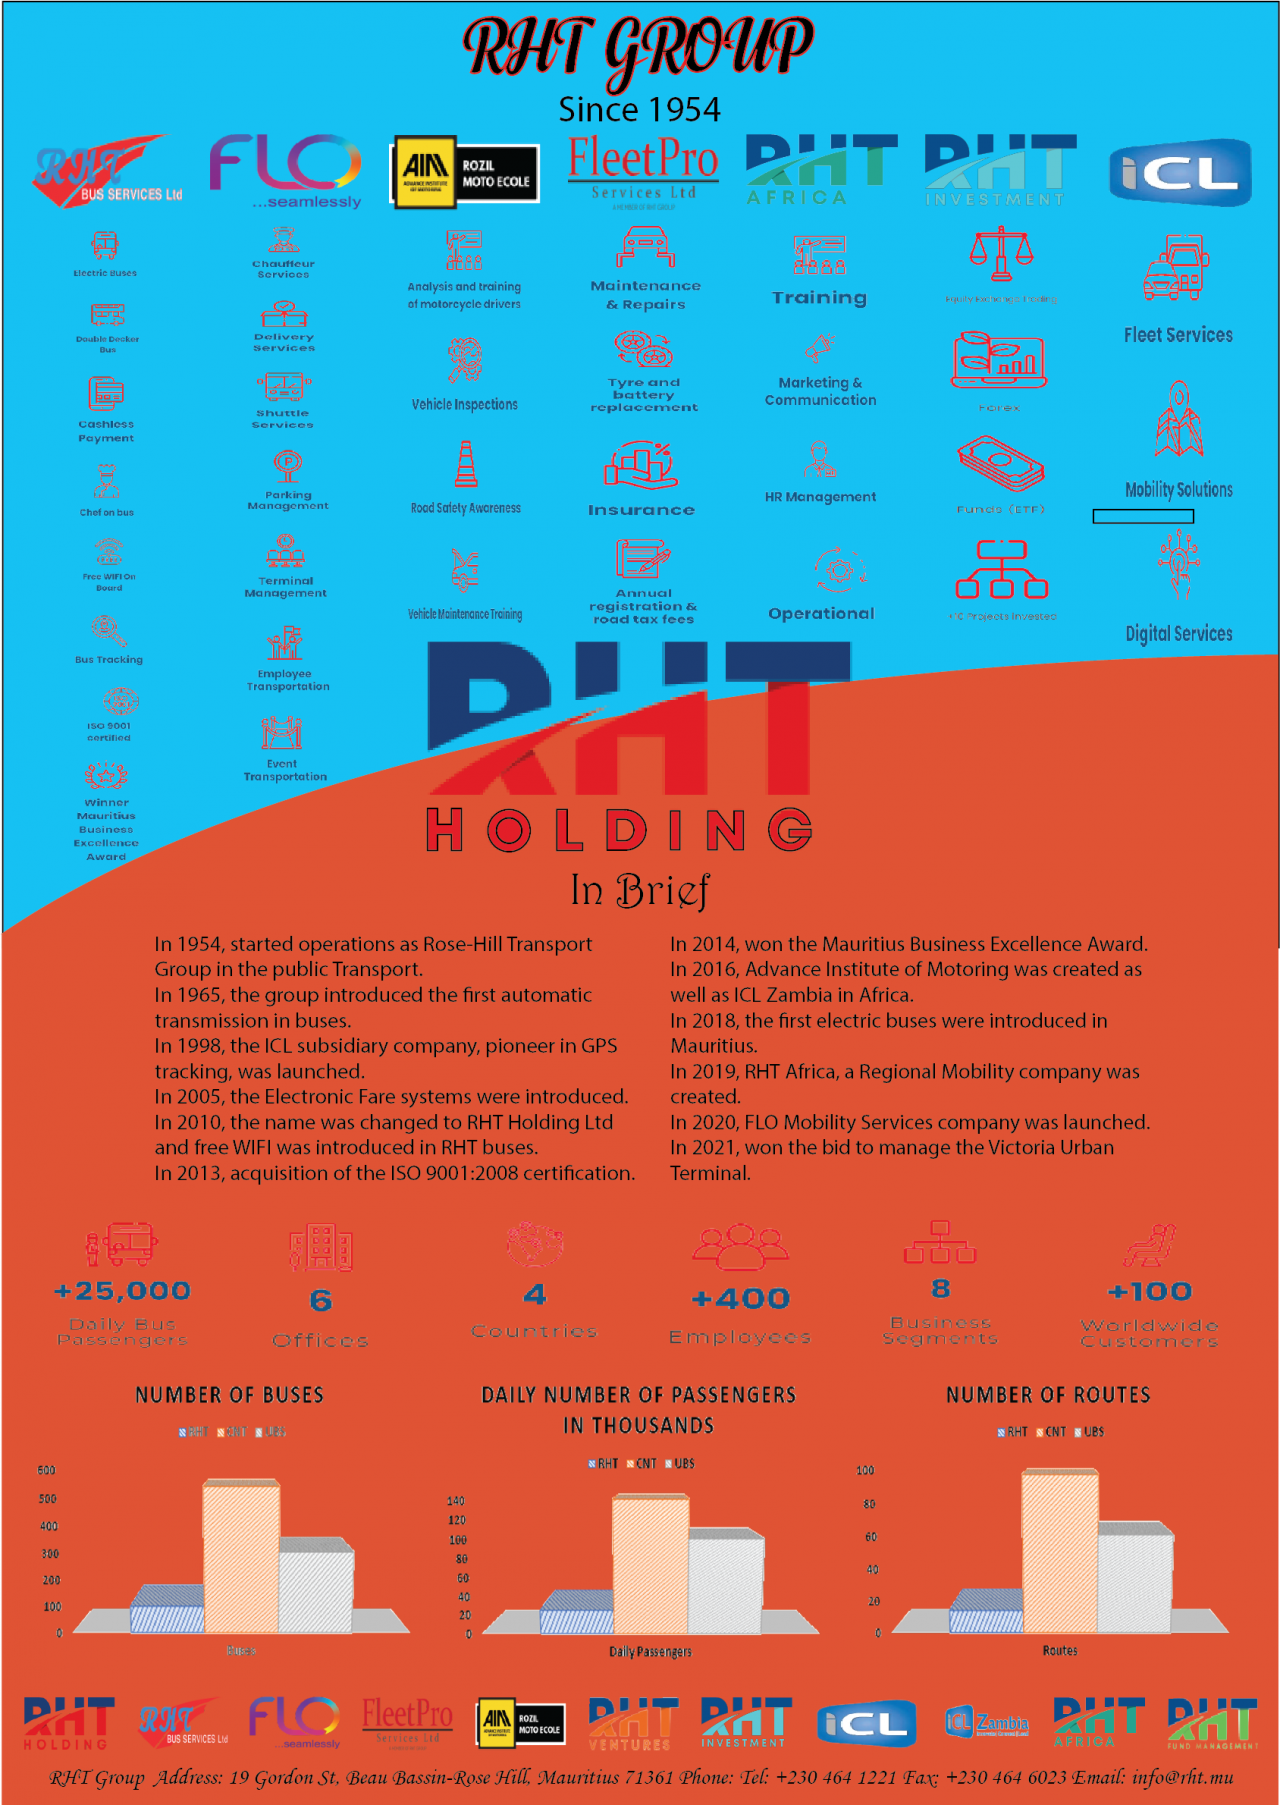 RHT GROUP
Since 1954
RHT
BUS SERVICES Ltd
FLO
...seamlessly
AIM
ADVANCE INSTITUTE
OF MOTORING
ROZIL
MOTO ECOLE
FleetPro
Services Ltd
A MEMBER OF RHT GROUP
RHT
AFRICA
RHT
INVESTMENT
iCL
Electric Buses
Double Decker
Bus
Cashless
Payment
Chef on bus
Free WIFI On
Board
Bus Tracking
ISO 9001
certified
Winner
Mauritius
Business
Excellence
Award
Chauffeur
Services
Delivery
Services
Shuttle
Services
Parking
Management
Terminal
Management
Employee
Transportation
Event
Transportation
Analysis and training
of motorcycle drivers
Vehicle Inspections
Road Safety Awareness
Vehicle Maintenance Training
Maintenance
& Repairs
Tyre and
battery
replacement
Insurance
Annual
registration &
road tax fees
Training
Marketing &
Communication
HR Management
Operational
Equity Exchange Trading
Forex
Funds (ETF)
+10 Projects Invested
Fleet Services
Mobility Solutions
Digital Services
RHT
HOLDING
In Brief
In 1954, started operations as Rose-Hill Transport
Group in the public Transport.
In 1965, the group introduced the first automatic
transmission in buses.
In 1998, the ICL subsidiary company, pioneer in GPS
tracking, was launched.
In 2005, the Electronic Fare systems were introduced.
In 2010, the name was changed to RHT Holding Ltd
and free WIFI was introduced in RHT buses.
In 2013, acquisition of the ISO 9001:2008 certification.
In 2014, won the Mauritius Business Excellence Award.
In 2016, Advance Institute of Motoring was created as
well as ICL Zambia in Africa.
In 2018, the first electric buses were introduced in
Mauritius.
In 2019, RHT Africa, a Regional Mobility company was
created.
In 2020, FLO Mobility Services company was launched.
In 2021, won the bid to manage the Victoria Urban
Terminal.
+25,000
Daily Bus
Passengers
6
Offices
4
Countries
+400
Employees
8
Business
Segments
+100
Worldwide
Customers
NUMBER OF BUSES
RHT CNT UBS
600
500
400
300
200
100
0
Buses
DAILY NUMBER OF PASSENGERS
IN THOUSANDS
RHT CNT UBS
140
120
100
80
60
40
20
0
Daily Passengers
NUMBER OF ROUTES
RHT CNT UBS
100
80
60
40
20
0
Routes
RHT
HOLDING
RHT
BUS SERVICES Ltd
FLO
...seamlessly
FleetPro
Services Ltd
AIM
ROZIL
MOTO ECOLE
RHT
VENTURES
RHT
INVESTMENT
iCL
iCL Zambia
RHT
AFRICA
RHT
FUND MANAGEMENT
RHT Group Address: 19 Gordon St, Beau Bassin-Rose Hill, Mauritius 71361 Phone: Tel: +230 464 1221 Fax: +230 464 6023 Email: info@rht.mu